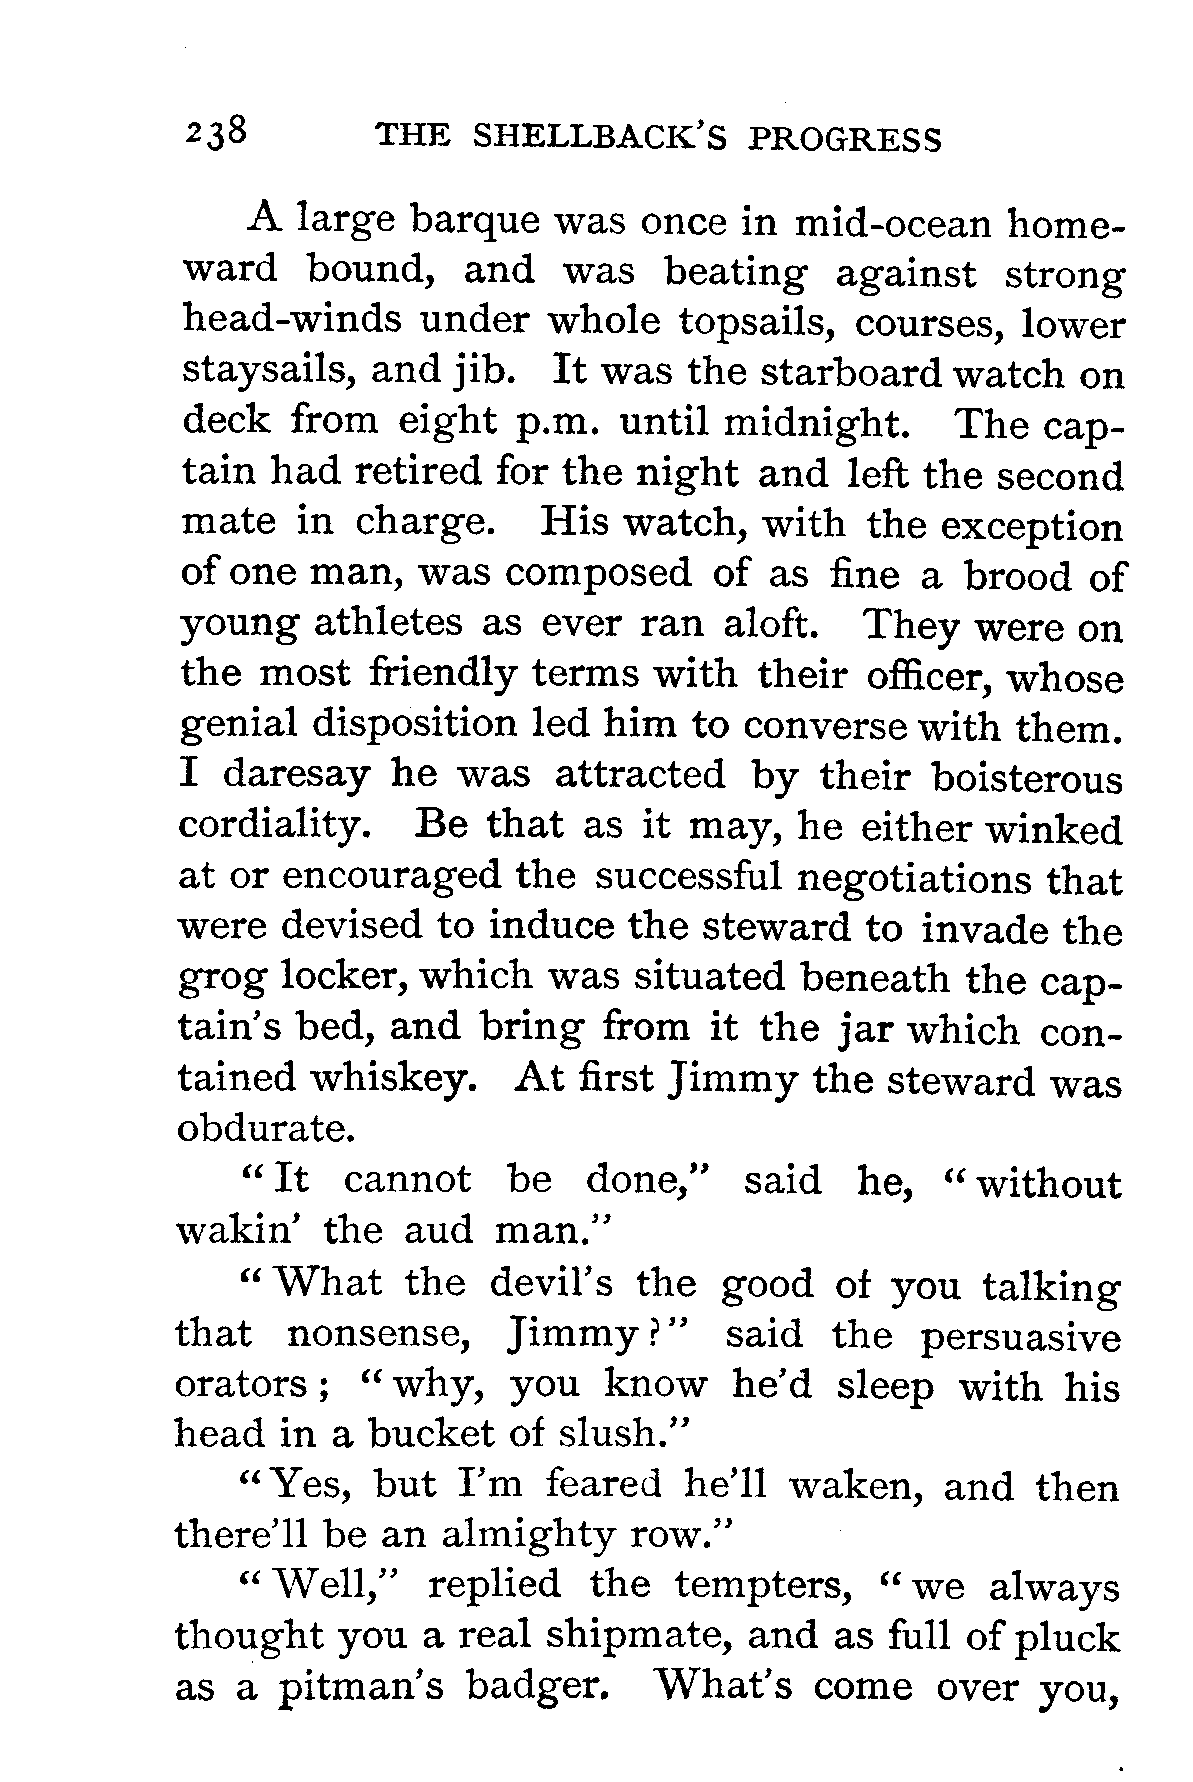 238 THE SHELLBACK'S PROGRESS
A large barque was once in mid-ocean home-
ward bound, and was beating against strong
head-winds under whole topsails, courses, lower
staysails, and jib. It was the starboard watch on
deck from eight p.m. until midnight. The cap-
tain had retired for the night and left the second
mate in charge. His watch, with the exception
of one man, was composed of as fine a brood of
young athletes as ever ran aloft. They were on
the most friendly terms with their officer, whose
genial disposition led him to converse with them.
I daresay he was attracted by their boisterous
cordiality. Be that as it may, he either winked
at or encouraged the successful negotiations that
were devised to induce the steward to invade the
grog locker, which was situated beneath the cap-
tain's bed, and bring from it the jar which con-
tained whiskey. At first Jimmy the steward was
obdurate.
"It cannot be done," said he, "without
wakin' the aud man."
"What the devil's the good of you talking
that nonsense, Jimmy?" said the persuasive
orators; "why, you know he'd sleep with his
head in a bucket of slush."
"Yes, but I'm feared he'll waken, and then
there'll be an almighty row."
"Well," replied the tempters, "we always
thought you a real shipmate, and as full of pluck
as a pitman's badger. What's come over you,